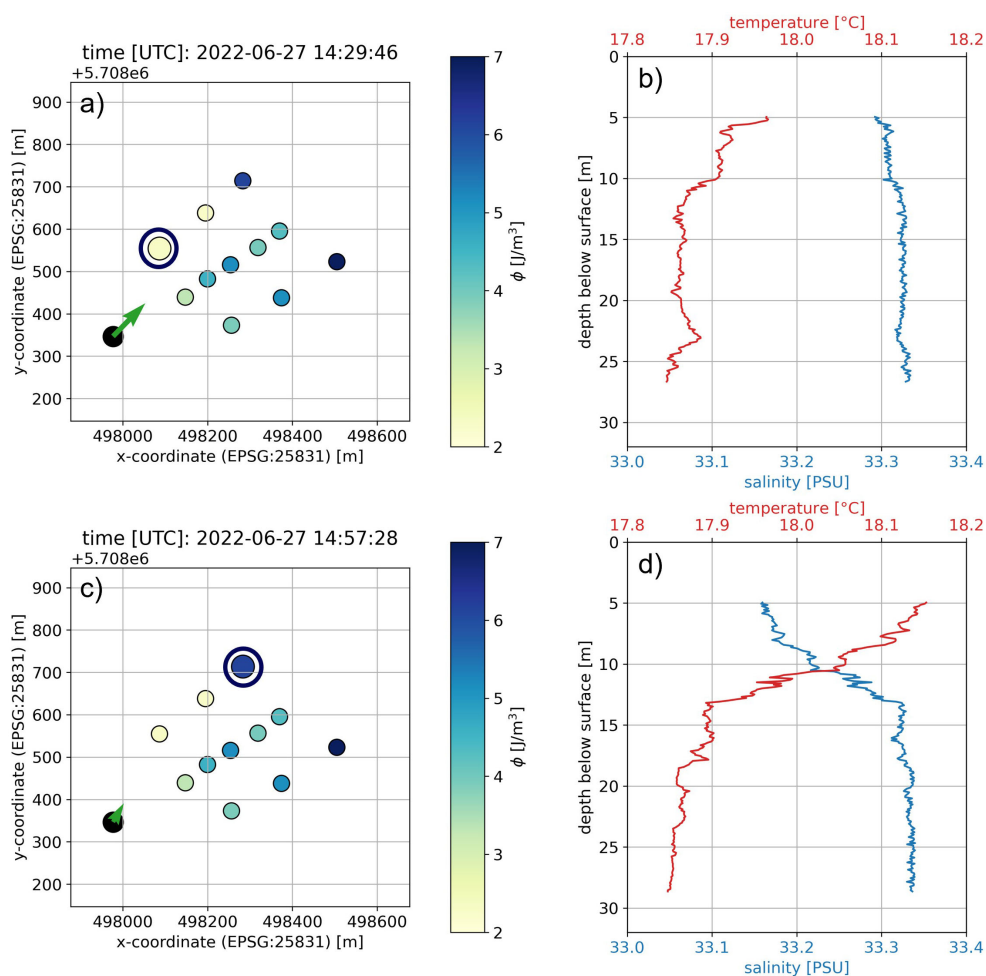 time [UTC]: 2022-06-27 14:29:46
+5.708e6
a)
900
800
700
600
500
400
300
200
y-coordinate (EPSG:25831) [m]
498000 498200 498400 498600
x-coordinate (EPSG:25831) [m]
7
6
5
4
3
2
ϕ [J/m³]
temperature [°C]
17.8 17.9 18.0 18.1 18.2
b)
0
5
10
15
20
25
30
depth below surface [m]
33.0 33.1 33.2 33.3 33.4
salinity [PSU]
time [UTC]: 2022-06-27 14:57:28
+5.708e6
c)
900
800
700
600
500
400
300
200
y-coordinate (EPSG:25831) [m]
498000 498200 498400 498600
x-coordinate (EPSG:25831) [m]
7
6
5
4
3
2
ϕ [J/m³]
temperature [°C]
17.8 17.9 18.0 18.1 18.2
d)
0
5
10
15
20
25
30
depth below surface [m]
33.0 33.1 33.2 33.3 33.4
salinity [PSU]